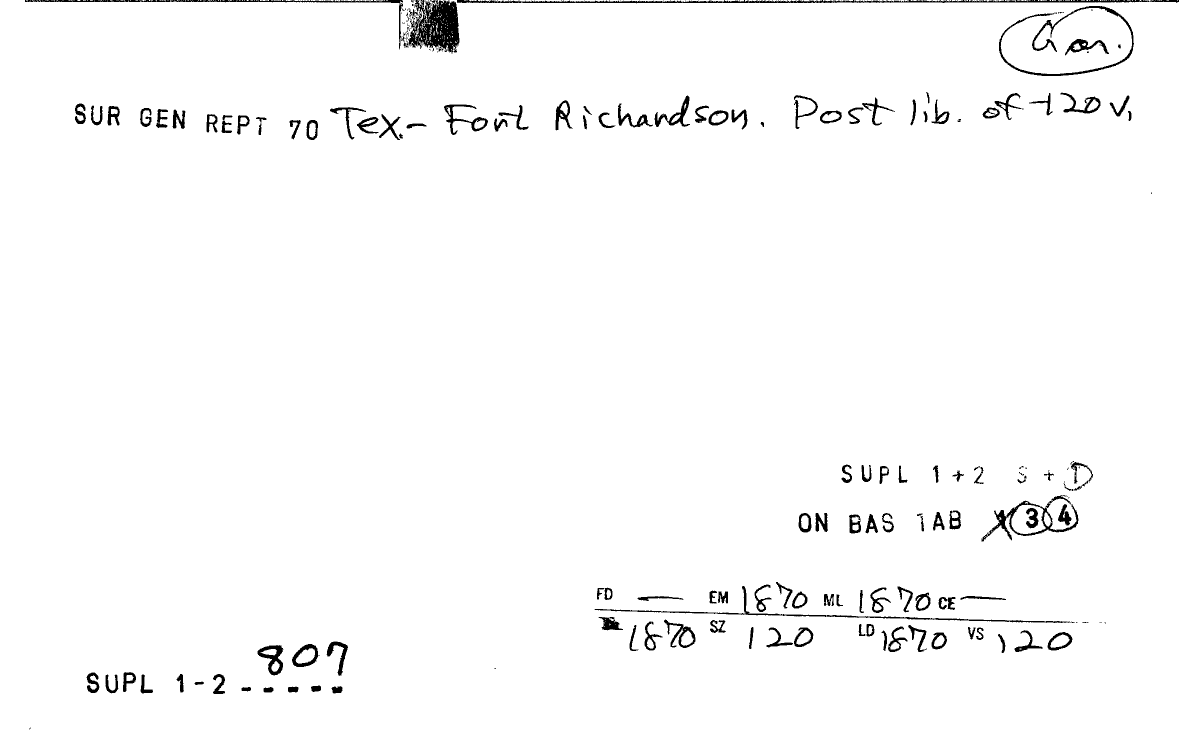 Gen.
SUR GEN REPT 70 Tex.- Fort Richardson. Post lib. of 120 v.
SUPL 1+2 S+D
ON BAS TAB 3 4
FD — EM 1870 ML 1870 CE —
1870 SZ 120 LD 1870 VS 120
807
SUPL 1-2 -----